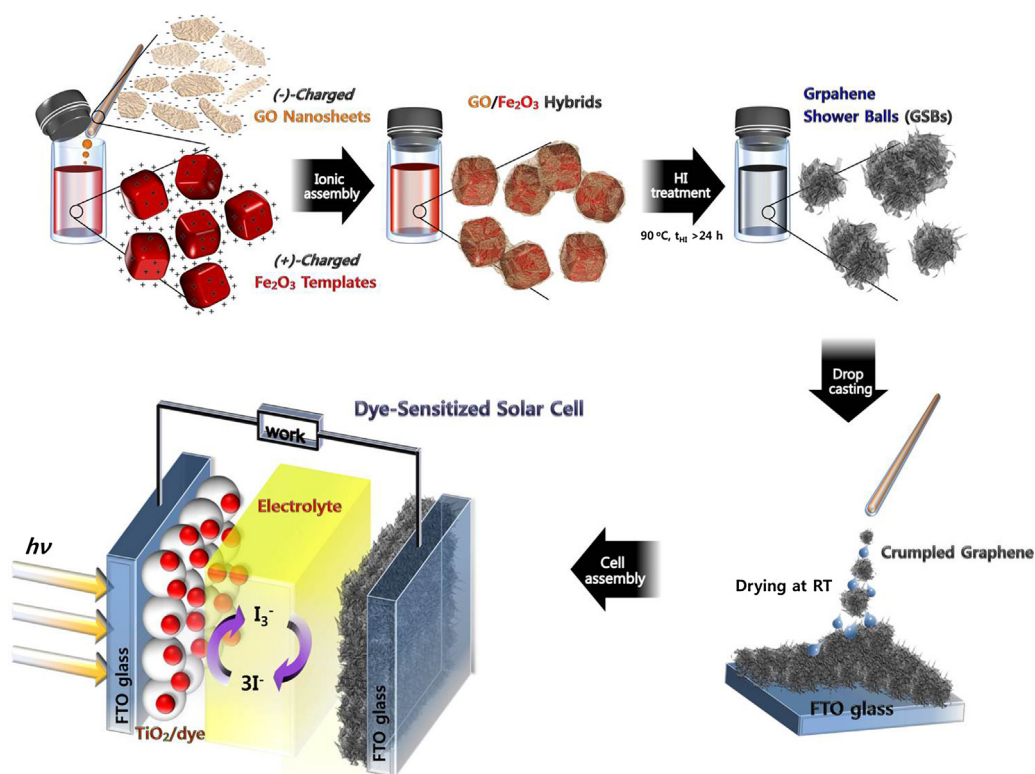 (-)-Charged
GO Nanosheets
Ionic
assembly
(+)-Charged
Fe₂O₃ Templates
GO/Fe₂O₃ Hybrids
HI
treatment
90 ºC, tHI >24 h
Grpahene
Shower Balls (GSBs)
Drop
casting
Crumpled Graphene
Drying at RT
FTO glass
Cell
assembly
Dye-Sensitized Solar Cell
work
Electrolyte
hν
I₃⁻
3I⁻
FTO glass
TiO₂/dye
FTO glass